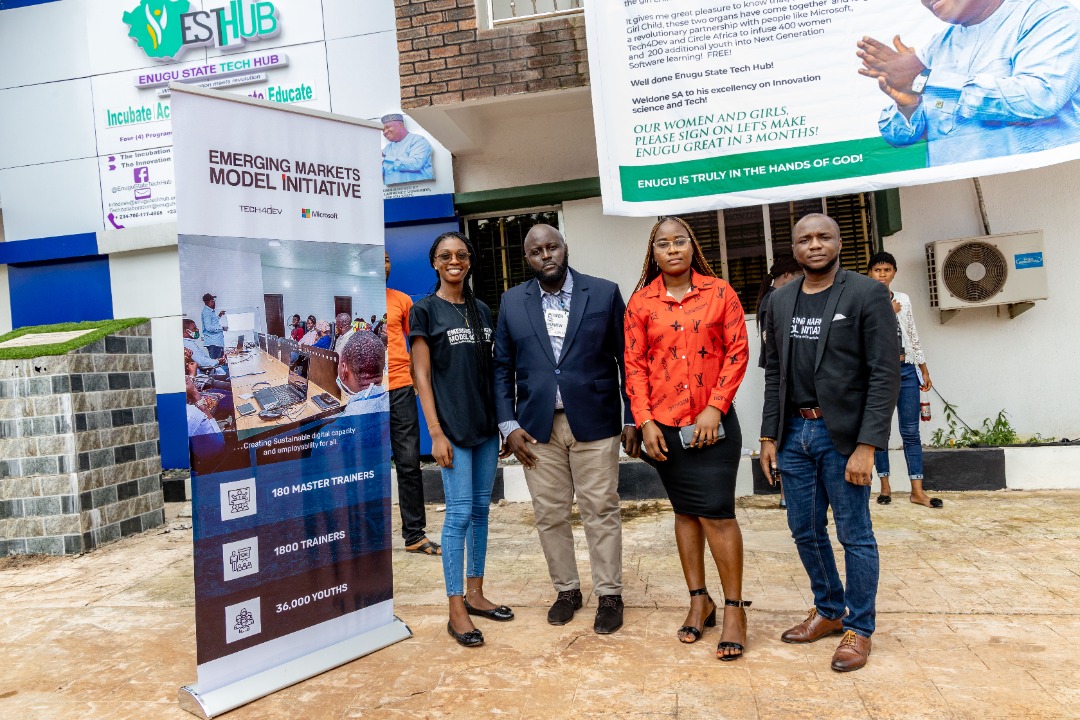 ESTHUB
ENUGU STATE TECH HUB
Incubate
Educate
Four (4)
The Incubation
The Innovation
EMERGING MARKETS
MODEL INITIATIVE
TECH4DEV
Microsoft
...Creating Sustainable digital capacity
and employability for all.
180 MASTER TRAINERS
1800 TRAINERS
36,000 YOUTHS
It gives me great pleasure to know that,
Girl Child, these two organs have come together and
a revolutionary partnership with people like Microsoft,
Tech4Dev and Circle Africa to infuse 400 women
and 200 additional youth into Next Generation
Software learning! FREE!
Well done Enugu State Tech Hub!
Weldone SA to his excellency on Innovation
science and Tech!
OUR WOMEN AND GIRLS,
PLEASE SIGN ON LET'S MAKE
ENUGU GREAT IN 3 MONTHS!
ENUGU IS TRULY IN THE HANDS OF GOD!